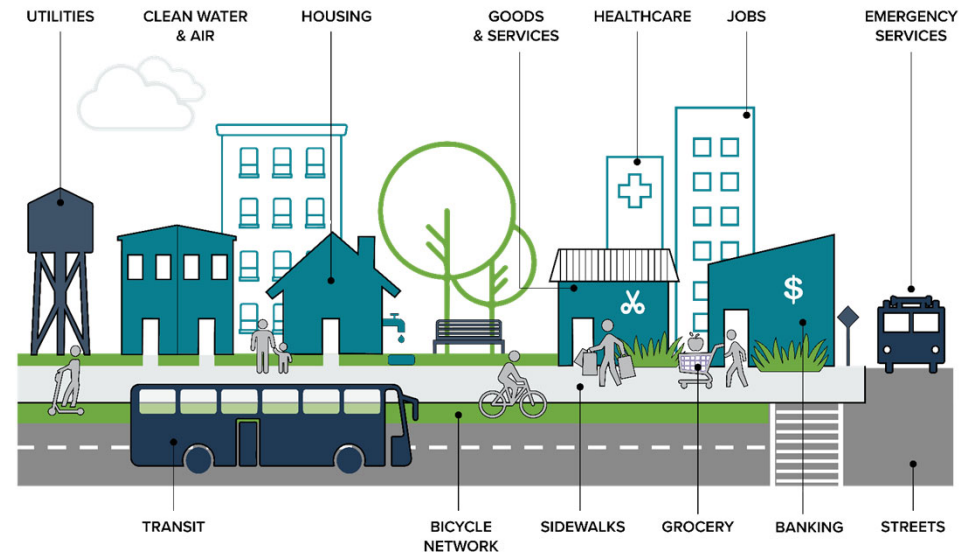 UTILITIES
CLEAN WATER
& AIR
HOUSING
GOODS
& SERVICES
HEALTHCARE
JOBS
EMERGENCY
SERVICES
$
TRANSIT
BICYCLE
NETWORK
SIDEWALKS
GROCERY
BANKING
STREETS